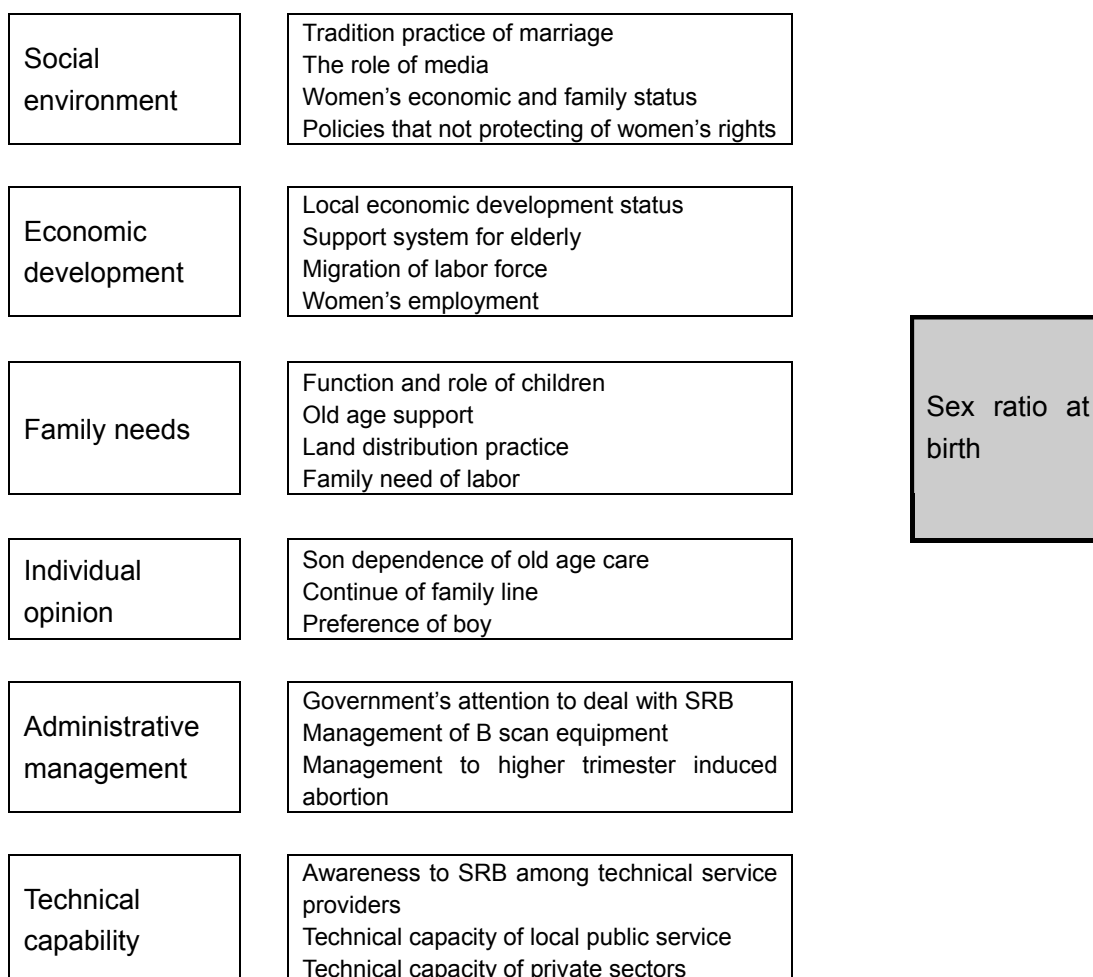 Social
environment
Tradition practice of marriage
The role of media
Women's economic and family status
Policies that not protecting of women's rights
Economic
development
Local economic development status
Support system for elderly
Migration of labor force
Women's employment
Family needs
Function and role of children
Old age support
Land distribution practice
Family need of labor
Sex ratio at
birth
Individual
opinion
Son dependence of old age care
Continue of family line
Preference of boy
Administrative
management
Government's attention to deal with SRB
Management of B scan equipment
Management to higher trimester induced
abortion
Technical
capability
Awareness to SRB among technical service
providers
Technical capacity of local public service
Technical capacity of private sectors